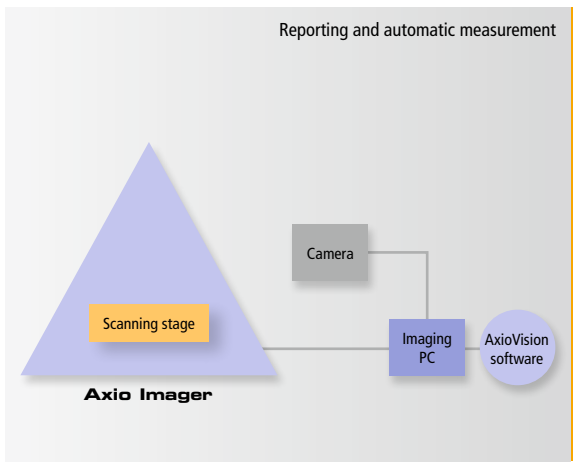 Reporting and automatic measurement
Camera
Scanning stage
Imaging
PC
AxioVision
software
Axio Imager